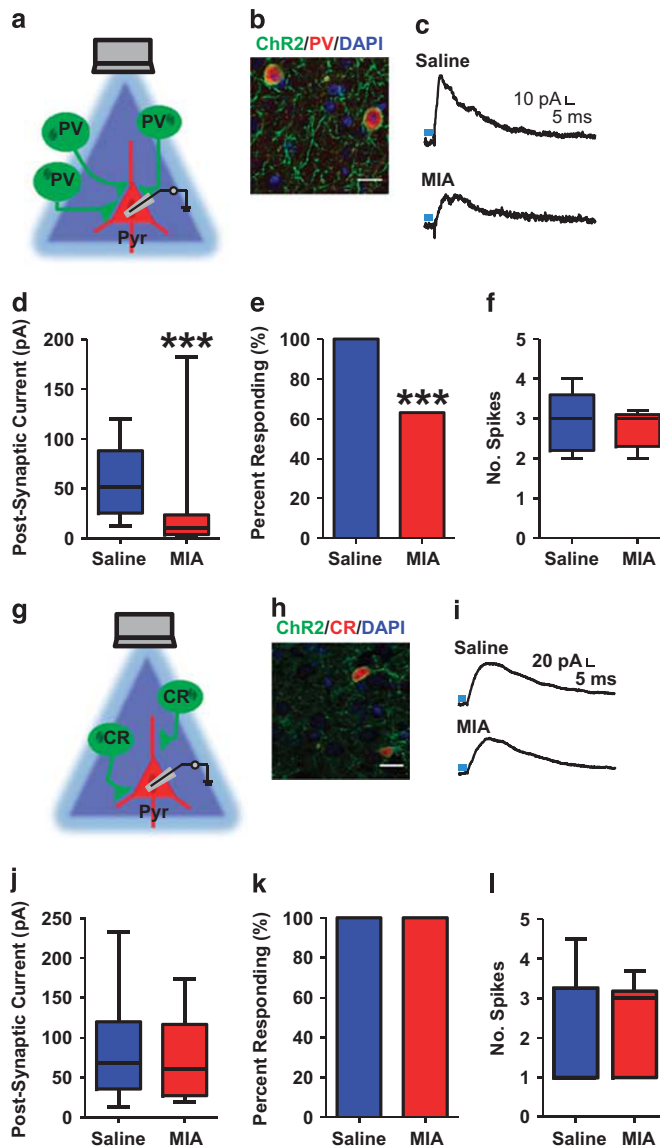 a
PV
PV
PV
Pyr
b
ChR2/PV/DAPI
c
Saline
10 pA
5 ms
MIA
d
Post-Synaptic Current (pA)
200
150
100
50
0
***
Saline
MIA
e
Percent Responding (%)
100
80
60
40
20
0
***
Saline
MIA
f
No. Spikes
5
4
3
2
1
0
Saline
MIA
g
CR
CR
Pyr
h
ChR2/CR/DAPI
i
Saline
20 pA
5 ms
MIA
j
Post-Synaptic Current (pA)
250
200
150
100
50
0
Saline
MIA
k
Percent Responding (%)
100
80
60
40
20
0
Saline
MIA
l
No. Spikes
5
4
3
2
1
0
Saline
MIA